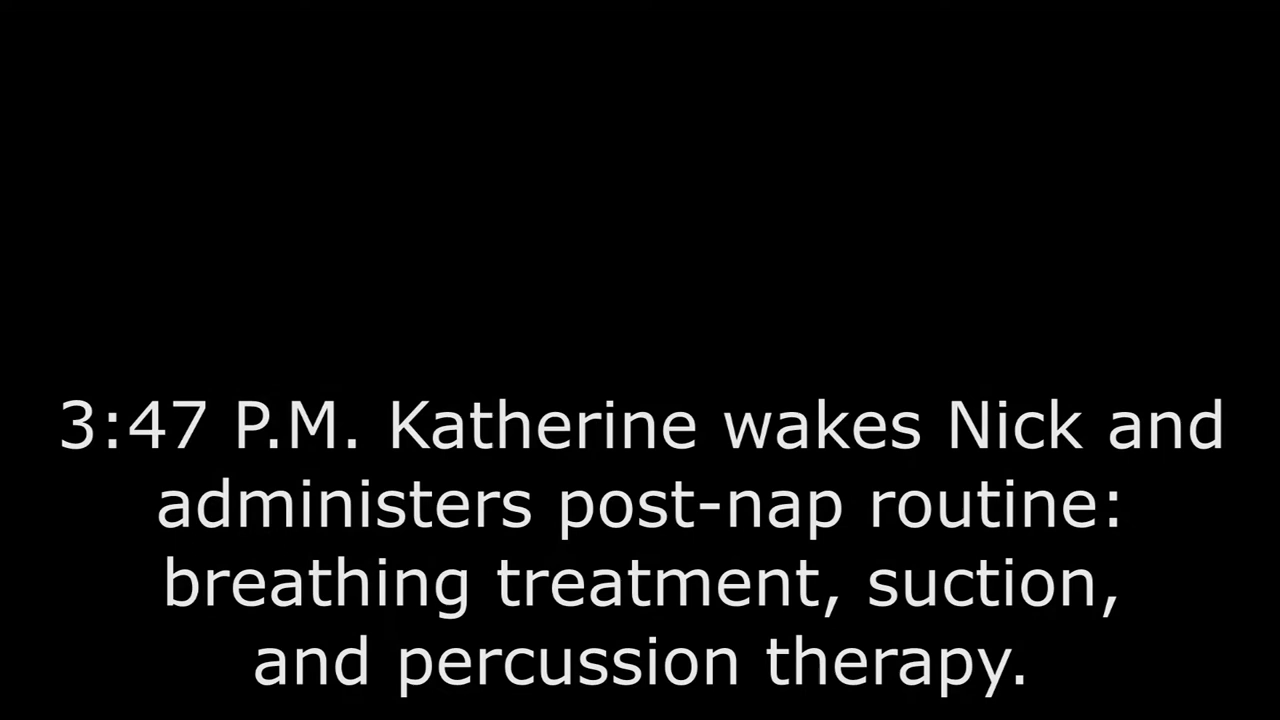 3:47 P.M. Katherine wakes Nick and
administers post-nap routine:
breathing treatment, suction,
and percussion therapy.